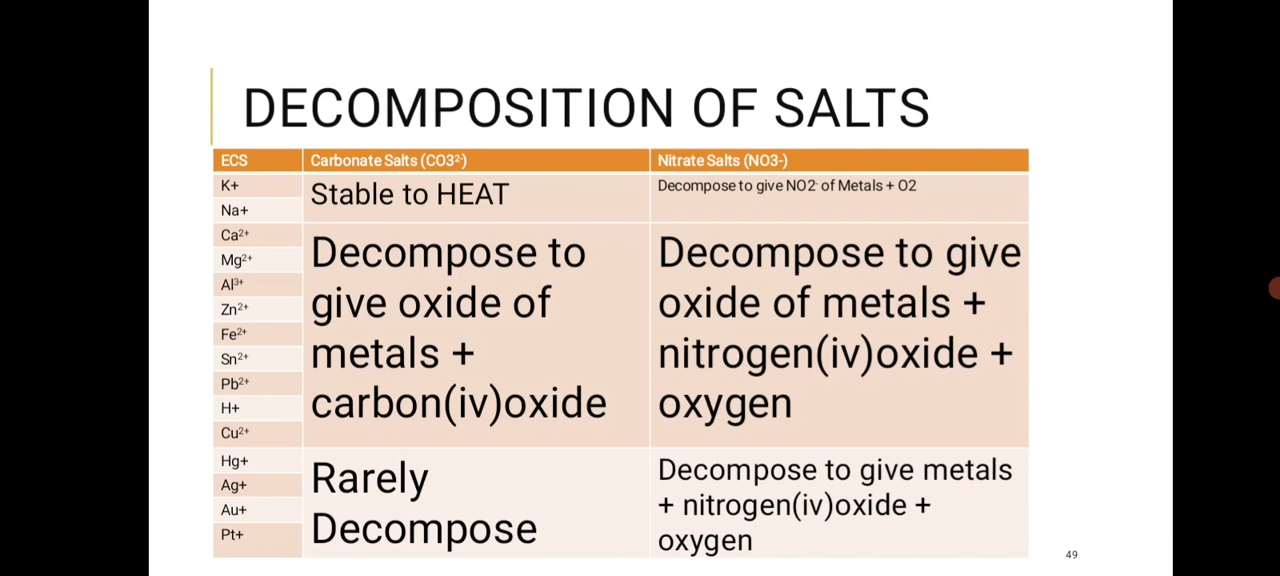 DECOMPOSITION OF SALTS
ECS Carbonate Salts (CO3²⁻) Nitrate Salts (NO3-)
K+
Na+
Stable to HEAT
Decompose to give NO2⁻ of Metals + O2
Ca²⁺
Mg²⁺
Al³⁺
Zn²⁺
Fe²⁺
Sn²⁺
Pb²⁺
H+
Cu²⁺
Decompose to
give oxide of
metals +
carbon(iv)oxide
Decompose to give
oxide of metals +
nitrogen(iv)oxide +
oxygen
Hg+
Ag+
Au+
Pt+
Rarely
Decompose
Decompose to give metals
+ nitrogen(iv)oxide +
oxygen
49